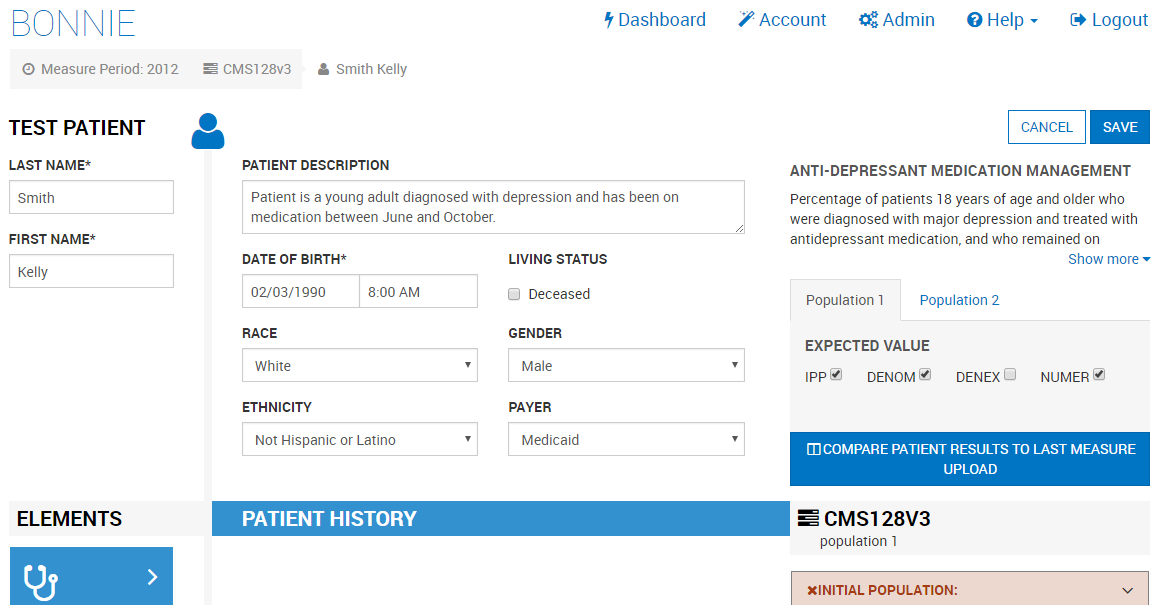 BONNIE
Dashboard Account Admin Help Logout
Measure Period: 2012 CMS128v3 Smith Kelly
TEST PATIENT
CANCEL SAVE
LAST NAME*
Smith
FIRST NAME*
Kelly
PATIENT DESCRIPTION
Patient is a young adult diagnosed with depression and has been on
medication between June and October.
DATE OF BIRTH* LIVING STATUS
02/03/1990 8:00 AM Deceased
RACE GENDER
White Male
ETHNICITY PAYER
Not Hispanic or Latino Medicaid
ANTI-DEPRESSANT MEDICATION MANAGEMENT
Percentage of patients 18 years of age and older who
were diagnosed with major depression and treated with
antidepressant medication, and who remained on
Show more
Population 1 Population 2
EXPECTED VALUE
IPP DENOM DENEX NUMER
COMPARE PATIENT RESULTS TO LAST MEASURE
UPLOAD
ELEMENTS PATIENT HISTORY
CMS128V3
population 1
INITIAL POPULATION: